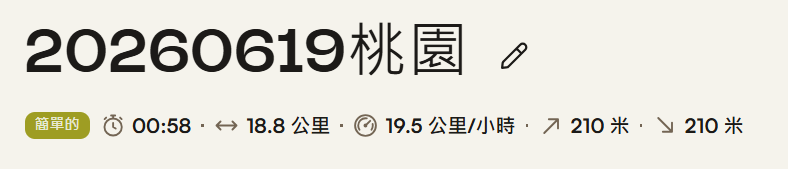 20260619桃園
簡單的 00:58 · 18.8 公里 · 19.5 公里/小時 · 210 米 · 210 米